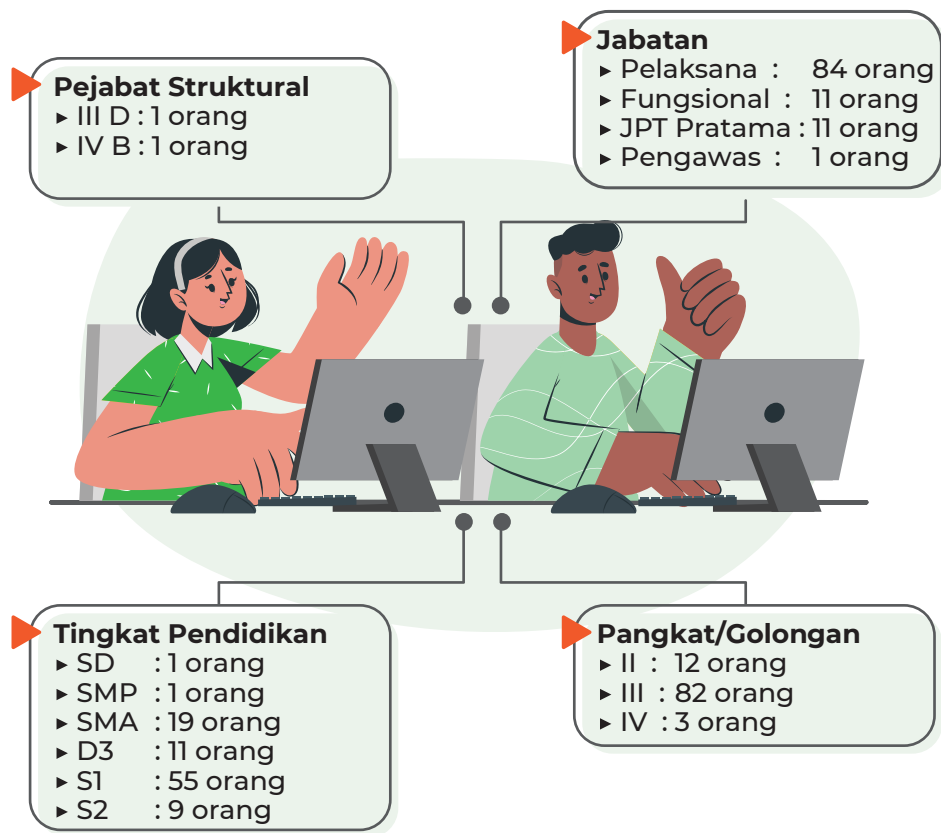 Pejabat Struktural
▸ III D : 1 orang
▸ IV B : 1 orang
Jabatan
▸ Pelaksana : 84 orang
▸ Fungsional : 11 orang
▸ JPT Pratama : 11 orang
▸ Pengawas : 1 orang
Tingkat Pendidikan
▸ SD : 1 orang
▸ SMP : 1 orang
▸ SMA : 19 orang
▸ D3 : 11 orang
▸ S1 : 55 orang
▸ S2 : 9 orang
Pangkat/Golongan
▸ II : 12 orang
▸ III : 82 orang
▸ IV : 3 orang